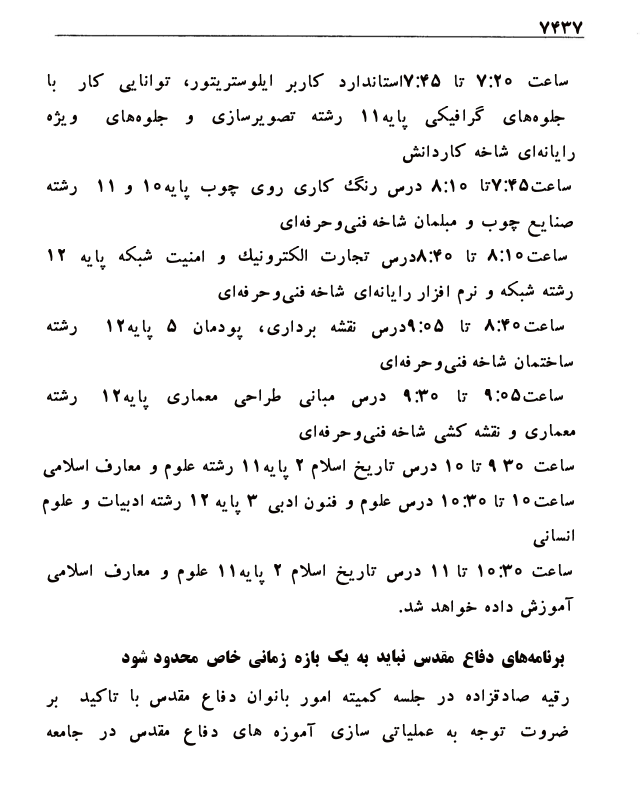 ۷۴۳۷
ساعت ۷:۲۰ تا ۷:۴۵استاندارد کاربر ایلوستریتور، توانایی کار با
جلوه‌های گرافیکی پایه۱۱ رشته تصویرسازی و جلوه‌های ویژه
رایانه‌ای شاخه کاردانش
ساعت۷:۴۵تا ۸:۱۰ درس رنگ کاری روی چوب پایه۱۰ و ۱۱ رشته
صنایع چوب و مبلمان شاخه فنی‌وحرفه‌ای
ساعت۸:۱۰ تا ۸:۴۰درس تجارت الکترونیك و امنیت شبکه پایه ۱۲
رشته شبکه و نرم افزار رایانه‌ای شاخه فنی‌وحرفه‌ای
ساعت۸:۴۰ تا ۹:۰۵درس نقشه برداری، پودمان ۵ پایه۱۲ رشته
ساختمان شاخه فنی‌وحرفه‌ای
ساعت۹:۰۵ تا ۹:۳۰ درس مبانی طراحی معماری پایه۱۲ رشته
معماری و نقشه کشی شاخه فنی‌وحرفه‌ای
ساعت ۹۳۰ تا ۱۰ درس تاریخ اسلام ۲ پایه۱۱ رشته علوم و معارف اسلامی
ساعت۱۰ تا ۱۰:۳۰ درس علوم و فنون ادبی ۳ پایه ۱۲ رشته ادبیات و علوم
انسانی
ساعت ۱۰:۳۰ تا ۱۱ درس تاریخ اسلام ۲ پایه۱۱ علوم و معارف اسلامی
آموزش داده خواهد شد.
برنامه‌های دفاع مقدس نباید به یک بازه زمانی خاص محدود شود
رقیه صادقزاده در جلسه کمیته امور بانوان دفاع مقدس با تاکید بر
ضروت توجه به عملیاتی سازی آموزه های دفاع مقدس در جامعه